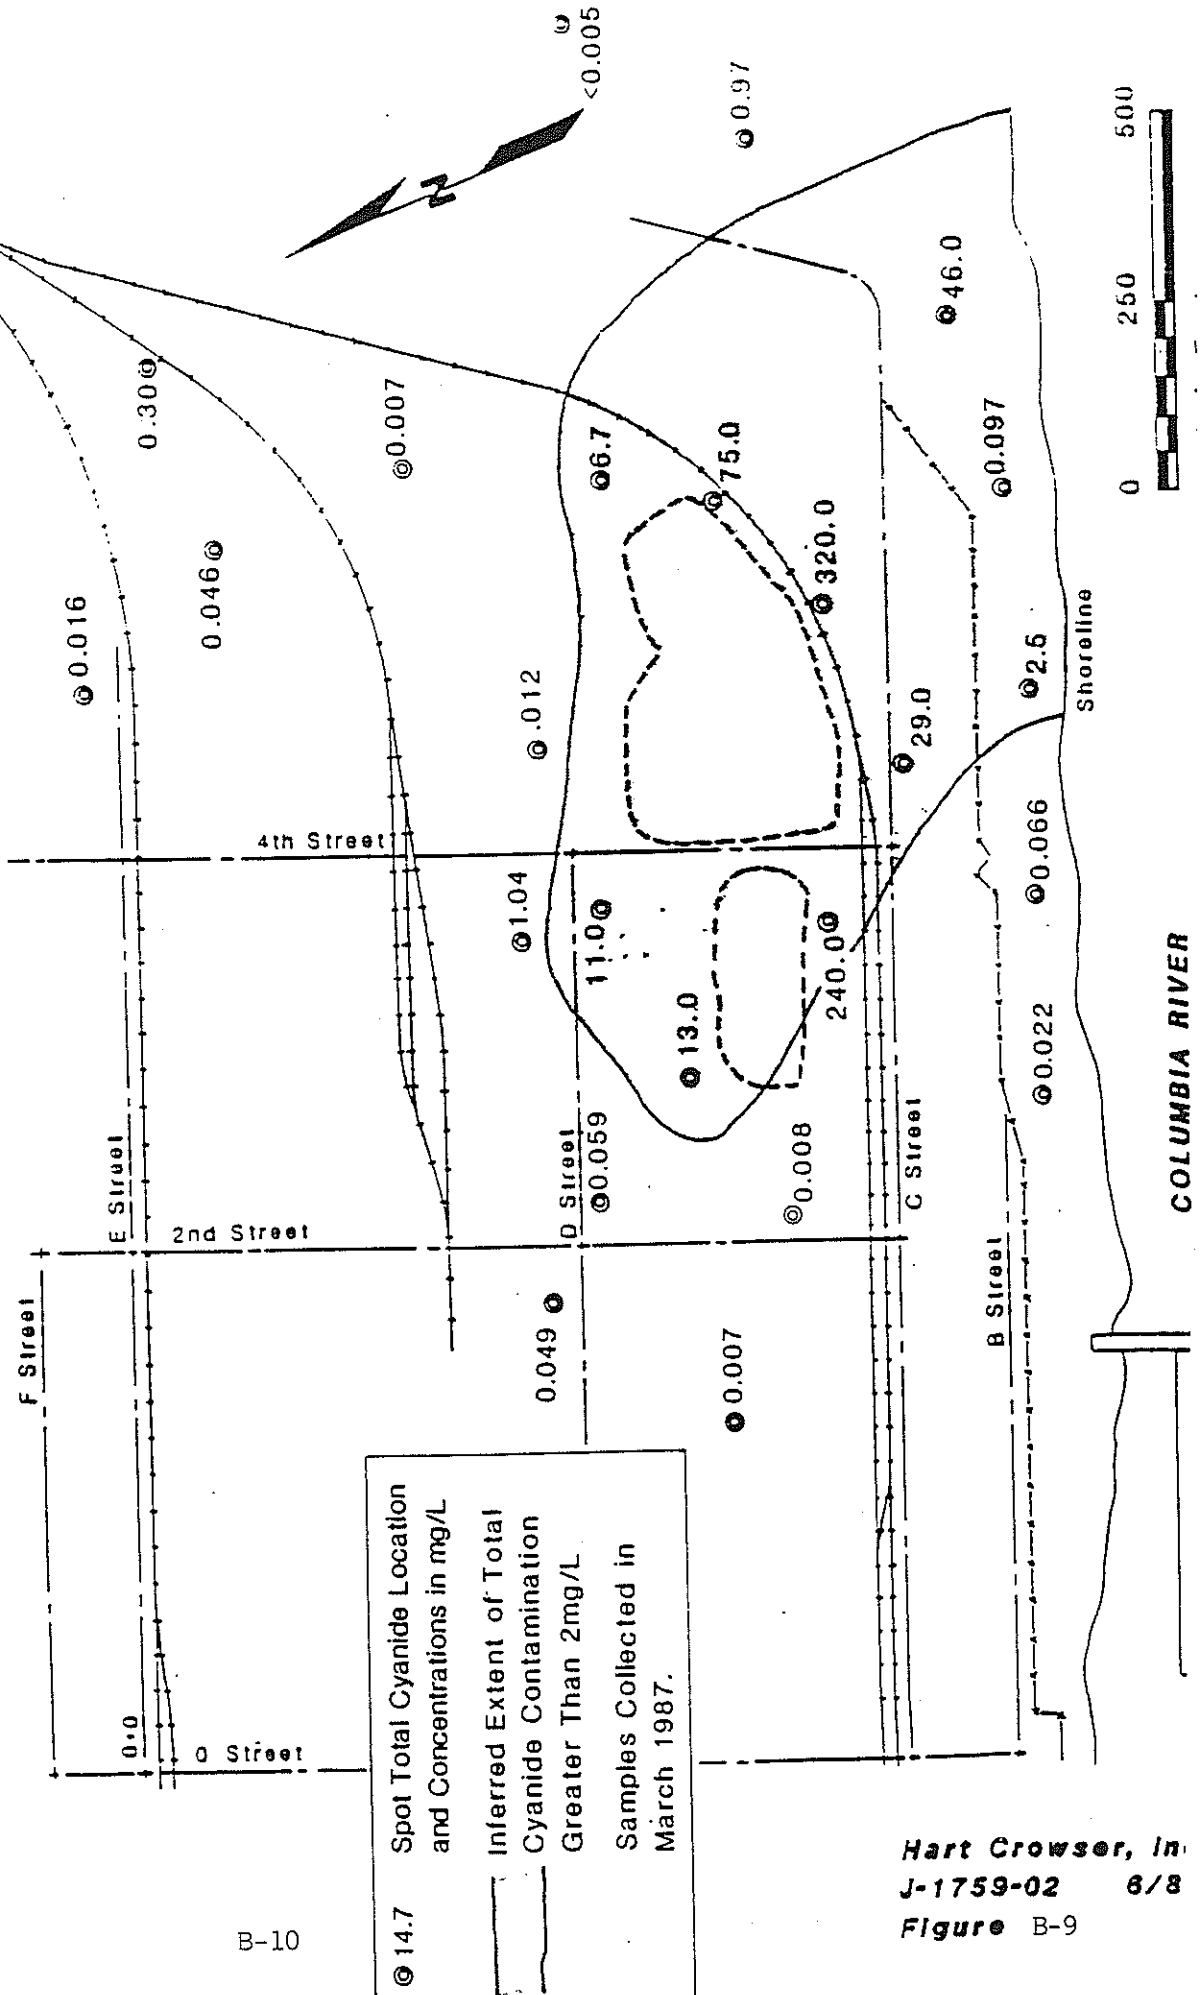 <0.005
0.97
N
0.30
0.007
46.0
0.016
0.046
6.7
75.0
0.097
0 250 500
320.0
.012
2.5
Shoreline
29.0
4th Street
1.04
11.0
0.066
240.0
13.0
0.022
COLUMBIA RIVER
E Street
D Street
0.059
0.008
C Street
2nd Street
F Street
0.049
0.007
B Street
0+0
0 Street
14.7 Spot Total Cyanide Location
and Concentrations in mg/L
Inferred Extent of Total
Cyanide Contamination
Greater Than 2mg/L
Samples Collected in
March 1987.
Hart Crowser, In
J-1759-02 6/8
Figure B-9
B-10